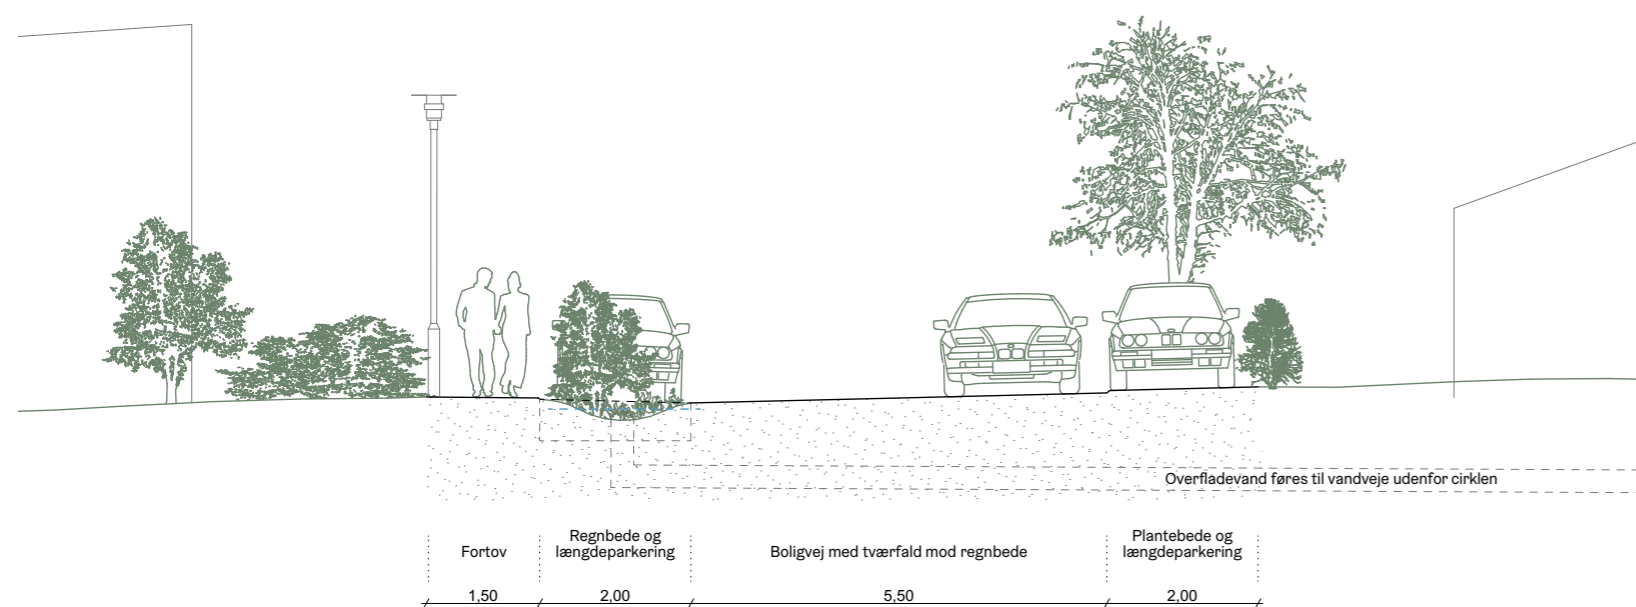 Overfladevand føres til vandveje udenfor cirklen
Fortov
Regnbede og
længdeparkering
Boligvej med tværfald mod regnbede
Plantebede og
længdeparkering
1,50
2,00
5,50
2,00